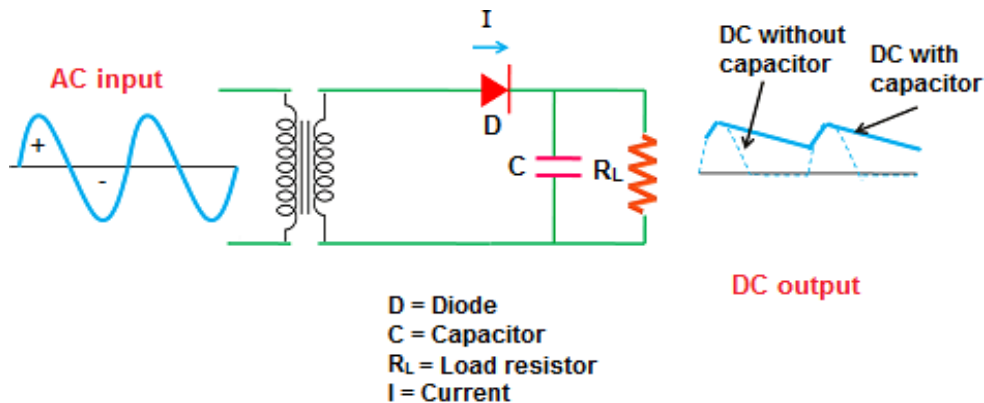 I
DC without
capacitor
DC with
capacitor
AC input
+
-
D
C
RL
DC output
D = Diode
C = Capacitor
RL = Load resistor
I = Current